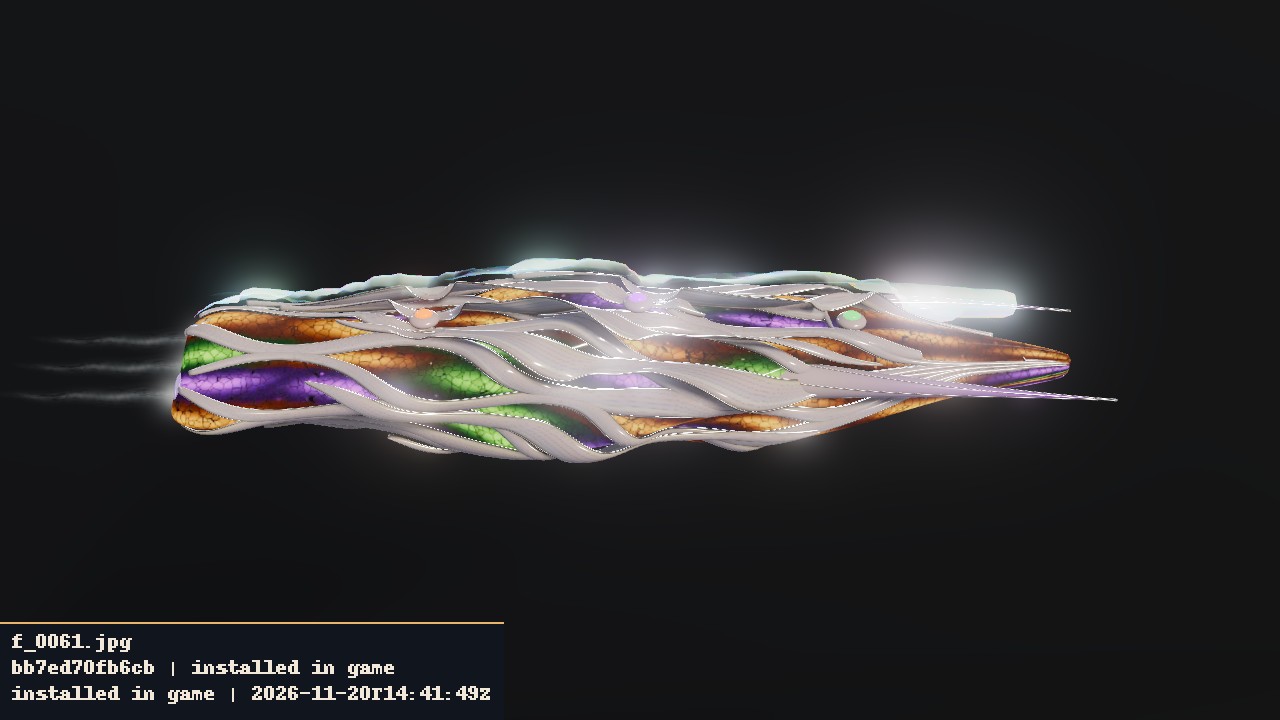 f_0061.jpg
bb7ed70fb6cb | installed in game
installed in game | 2026-11-20T14:41:49Z